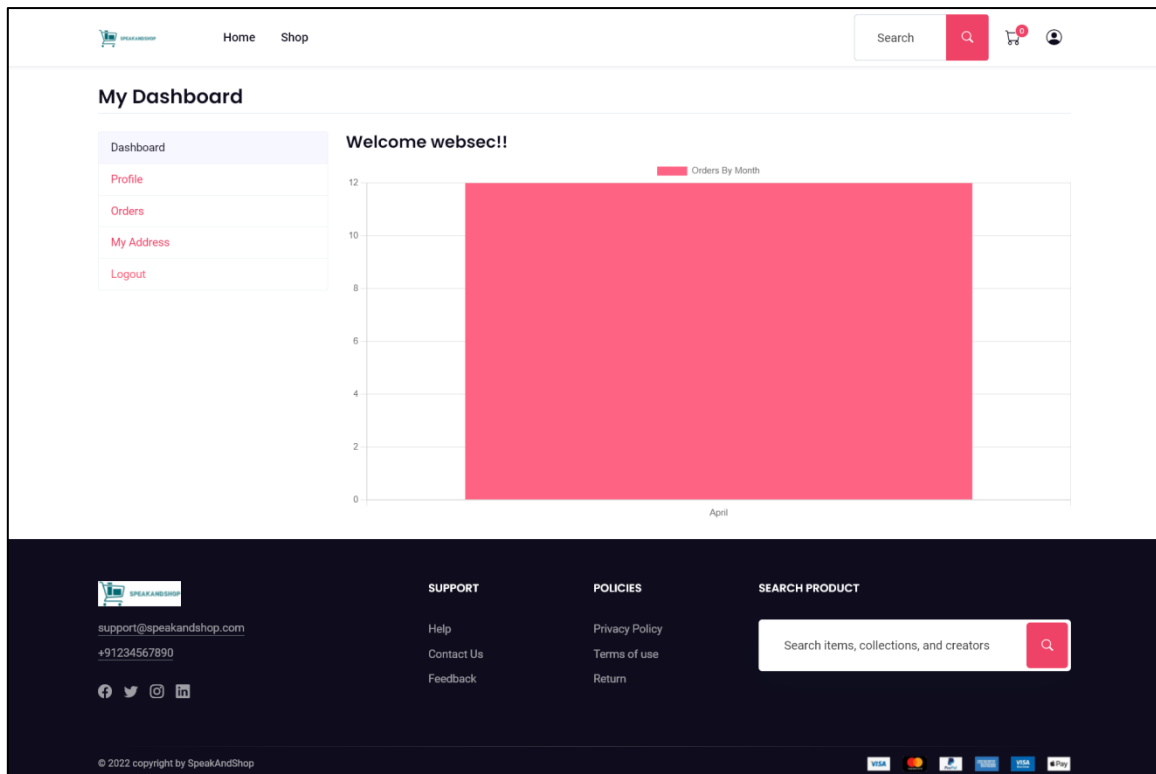 SPEAKANDSHOP
Home
Shop
Search
0
My Dashboard
Dashboard
Profile
Orders
My Address
Logout
Welcome websec!!
Orders By Month
12
10
8
6
4
2
0
April
SPEAKANDSHOP
support@speakandshop.com
+91234567890
SUPPORT
Help
Contact Us
Feedback
POLICIES
Privacy Policy
Terms of use
Return
SEARCH PRODUCT
Search items, collections, and creators
© 2022 copyright by SpeakAndShop
VISA
PayPal
VISA
Pay